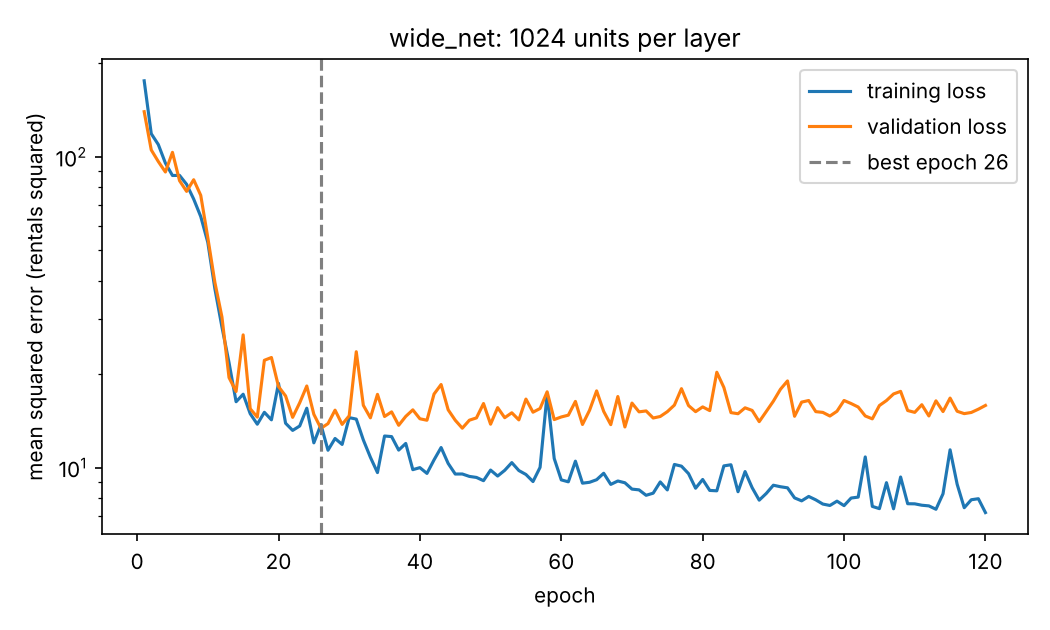 wide_net: 1024 units per layer
mean squared error (rentals squared)
10²
10¹
training loss
validation loss
best epoch 26
0 20 40 60 80 100 120
epoch